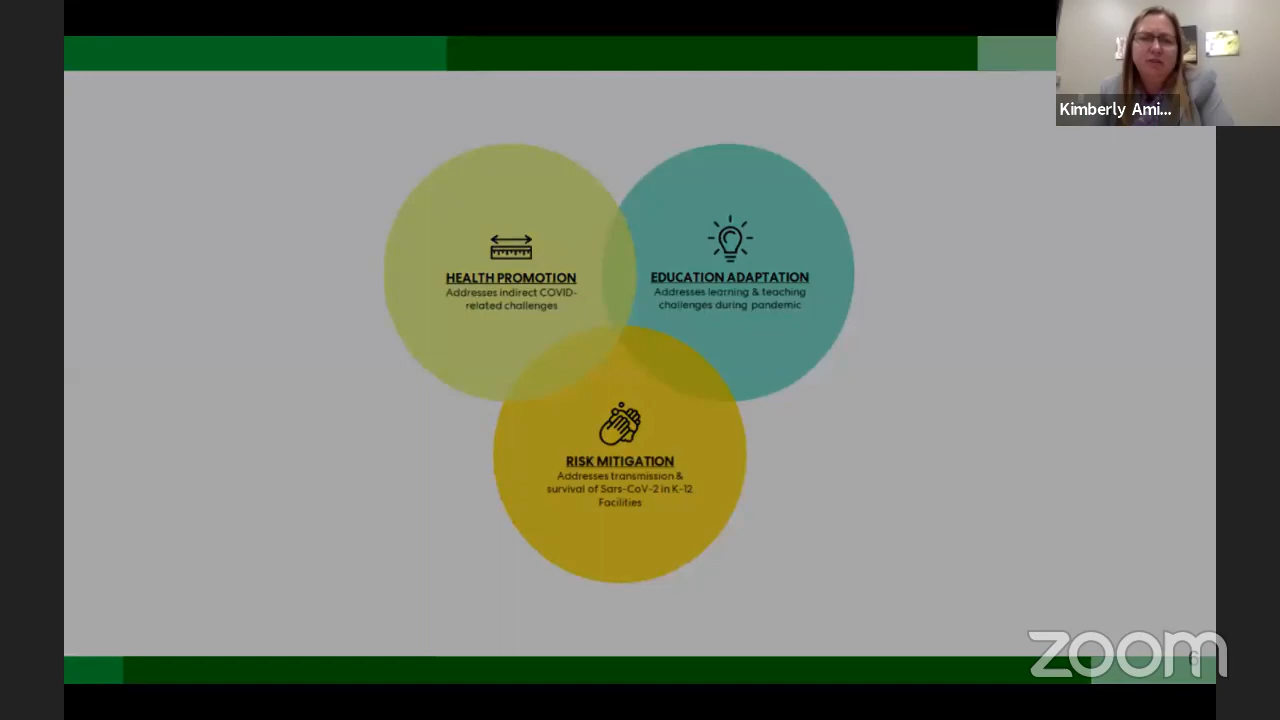 Kimberly Ami...
HEALTH PROMOTION
Addresses indirect COVID-
related challenges
EDUCATION ADAPTATION
Addresses learning & teaching
challenges during pandemic
RISK MITIGATION
Addresses transmission &
survival of Sars-CoV-2 in K-12
Facilities
zoom
6